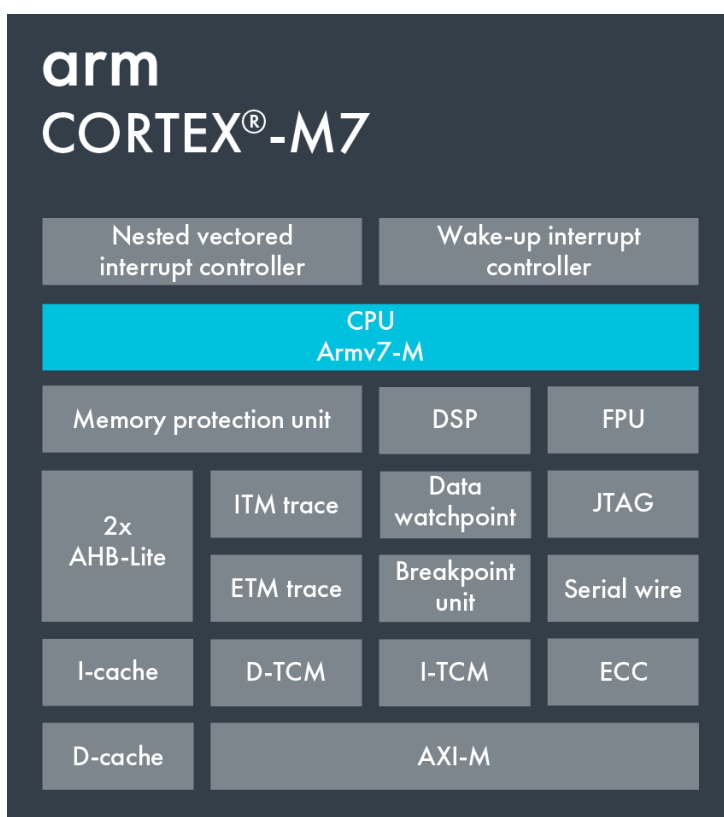 arm
CORTEX®-M7
Nested vectored
interrupt controller
Wake-up interrupt
controller
CPU
Armv7-M
Memory protection unit
DSP
FPU
2x
AHB-Lite
ITM trace
Data
watchpoint
JTAG
ETM trace
Breakpoint
unit
Serial wire
I-cache
D-TCM
I-TCM
ECC
D-cache
AXI-M